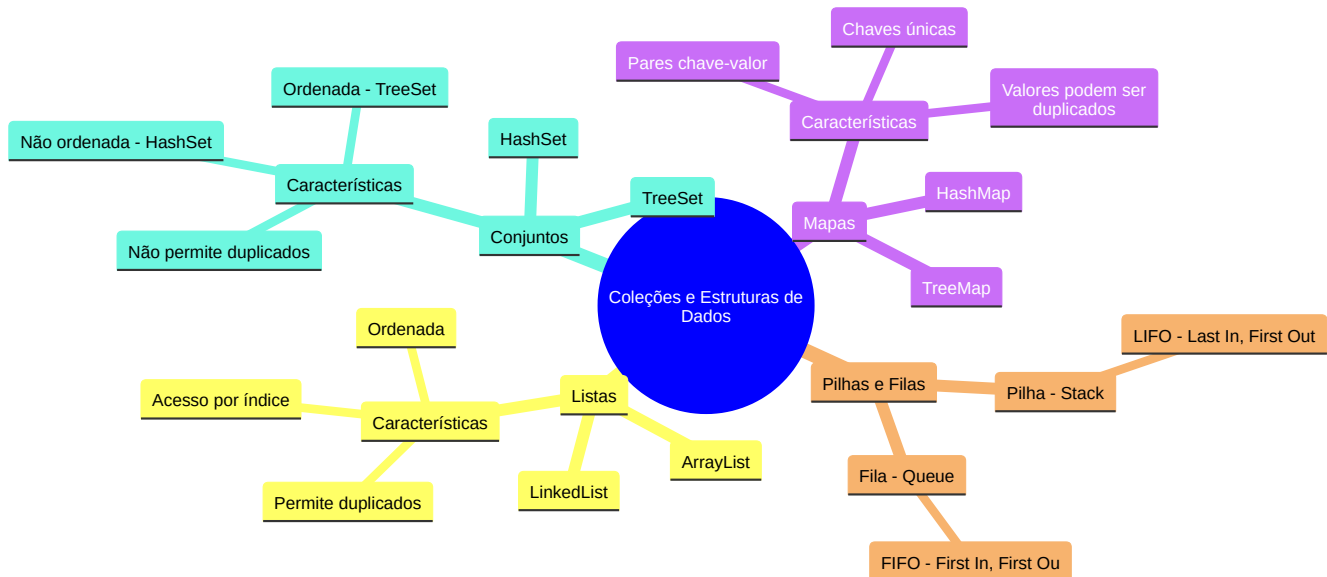 Coleções e Estruturas de
Dados
Conjuntos
HashSet
TreeSet
Características
Ordenada - TreeSet
Não ordenada - HashSet
Não permite duplicados
Mapas
Características
Chaves únicas
Pares chave-valor
Valores podem ser
duplicados
HashMap
TreeMap
Listas
Características
Ordenada
Acesso por índice
Permite duplicados
LinkedList
ArrayList
Pilhas e Filas
Pilha - Stack
LIFO - Last In, First Out
Fila - Queue
FIFO - First In, First Ou